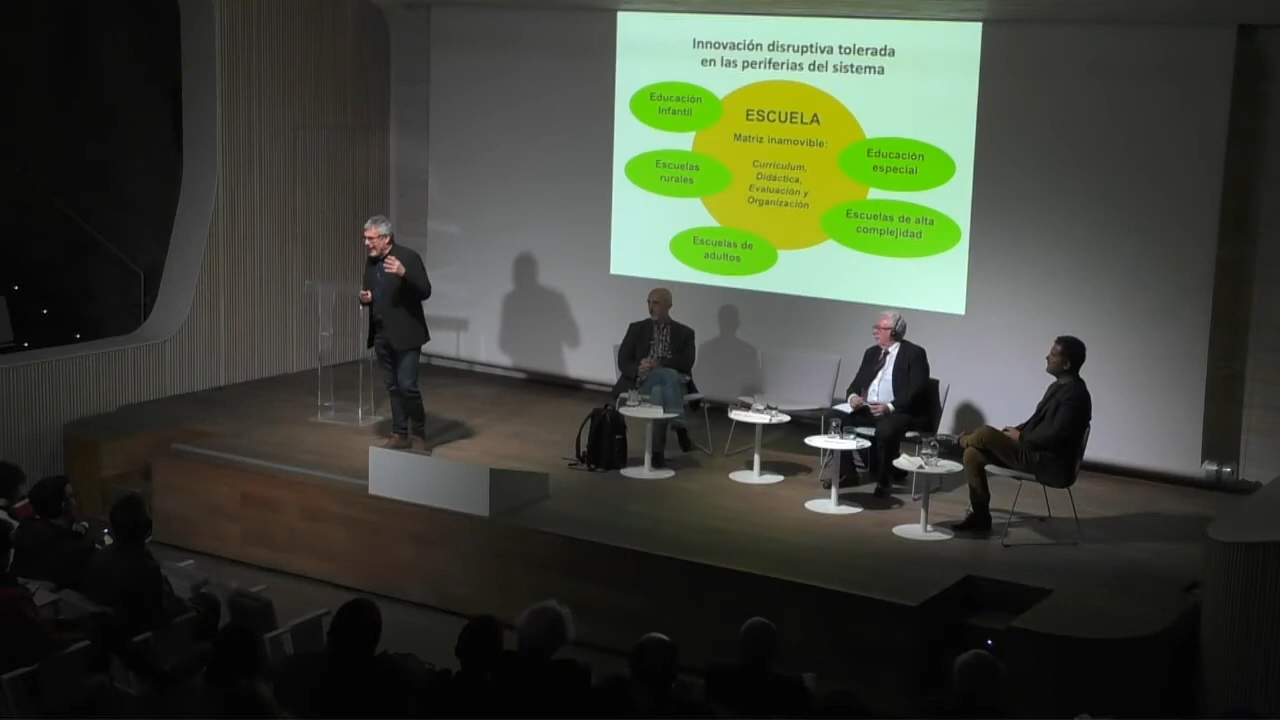 Innovación disruptiva tolerada
en las periferias del sistema
Educación
Infantil
ESCUELA
Matriz inamovible:
Curriculum,
Didáctica,
Evaluación y
Organización
Educación
especial
Escuelas
rurales
Escuelas de alta
complejidad
Escuelas de
adultos